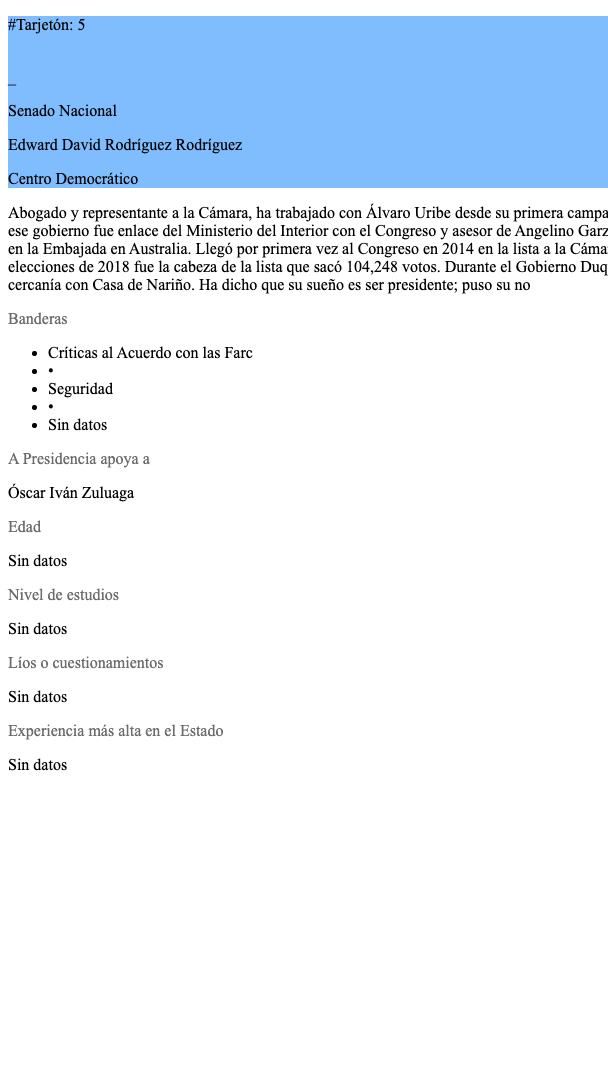 #Tarjetón: 5
_
Senado Nacional
Edward David Rodríguez Rodríguez
Centro Democrático
Abogado y representante a la Cámara, ha trabajado con Álvaro Uribe desde su primera
ese gobierno fue enlace del Ministerio del Interior con el Congreso y asesor de Angelino
en la Embajada en Australia. Llegó por primera vez al Congreso en 2014 en la lista a la
elecciones de 2018 fue la cabeza de la lista que sacó 104,248 votos. Durante el Gobierno
cercanía con Casa de Nariño. Ha dicho que su sueño es ser presidente; puso su no
Banderas
• Críticas al Acuerdo con las Farc
• •
• Seguridad
• •
• Sin datos
A Presidencia apoya a
Óscar Iván Zuluaga
Edad
Sin datos
Nivel de estudios
Sin datos
Líos o cuestionamientos
Sin datos
Experiencia más alta en el Estado
Sin datos